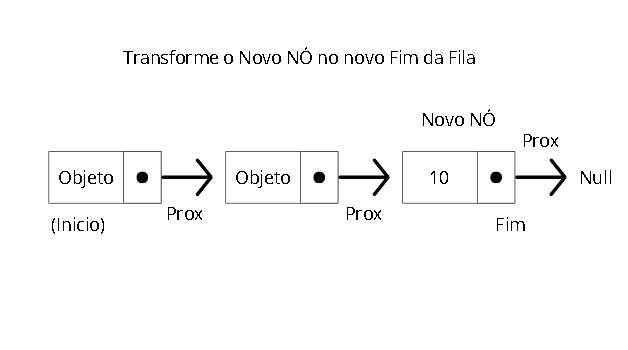 Transforme o Novo NÓ no novo Fim da Fila
Novo NÓ
Prox
Objeto
Objeto
10
Null
Prox
Prox
(Inicio)
Fim